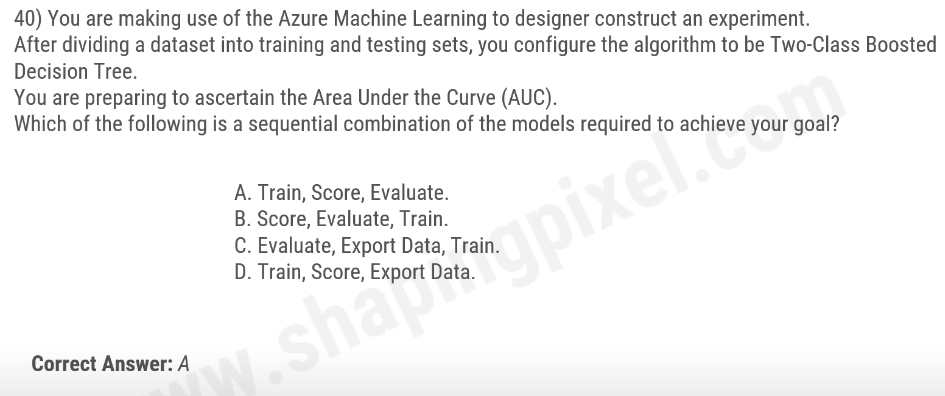 40) You are making use of the Azure Machine Learning to designer construct an experiment.
After dividing a dataset into training and testing sets, you configure the algorithm to be Two-Class Boosted
Decision Tree.
You are preparing to ascertain the Area Under the Curve (AUC).
Which of the following is a sequential combination of the models required to achieve your goal?
A. Train, Score, Evaluate.
B. Score, Evaluate, Train.
C. Evaluate, Export Data, Train.
D. Train, Score, Export Data.
Correct Answer: A
www.shapingpixel.com